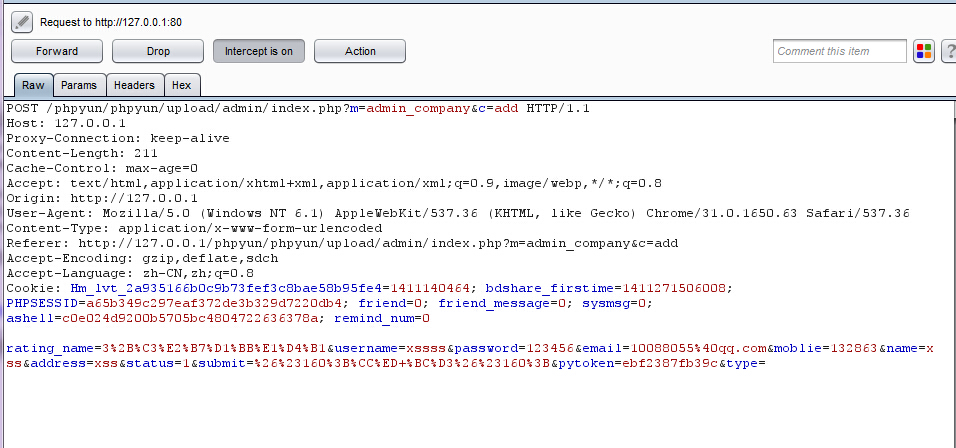 Request to http://127.0.0.1:80
Forward Drop Intercept is on Action Comment this item ?
Raw Params Headers Hex
POST /phpyun/phpyun/upload/admin/index.php?m=admin_company&c=add HTTP/1.1
Host: 127.0.0.1
Proxy-Connection: keep-alive
Content-Length: 211
Cache-Control: max-age=0
Accept: text/html,application/xhtml+xml,application/xml;q=0.9,image/webp,*/*;q=0.8
Origin: http://127.0.0.1
User-Agent: Mozilla/5.0 (Windows NT 6.1) AppleWebKit/537.36 (KHTML, like Gecko) Chrome/31.0.1650.63 Safari/537.36
Content-Type: application/x-www-form-urlencoded
Referer: http://127.0.0.1/phpyun/phpyun/upload/admin/index.php?m=admin_company&c=add
Accept-Encoding: gzip,deflate,sdch
Accept-Language: zh-CN,zh;q=0.8
Cookie: Hm_lvt_2a935166b0c9b73fef3c8bae58b95fe4=1411140464; bdshare_firstime=1411271506008;
PHPSESSID=a65b349c297eaf372de3b329d7220db4; friend=0; friend_message=0; sysmsg=0;
ashell=c0e024d9200b5705bc4804722636378a; remind_num=0
rating_name=3%2B%C3%E2%B7%D1%BB%E1%D4%B1&username=xssss&password=123456&email=10088055%40qq.com&moblie=132863&name=x
ss&address=xss&status=1&submit=%26%23160%3B%CC%ED+%BC%D3%26%23160%3B&pytoken=ebf2387fb39c&type=